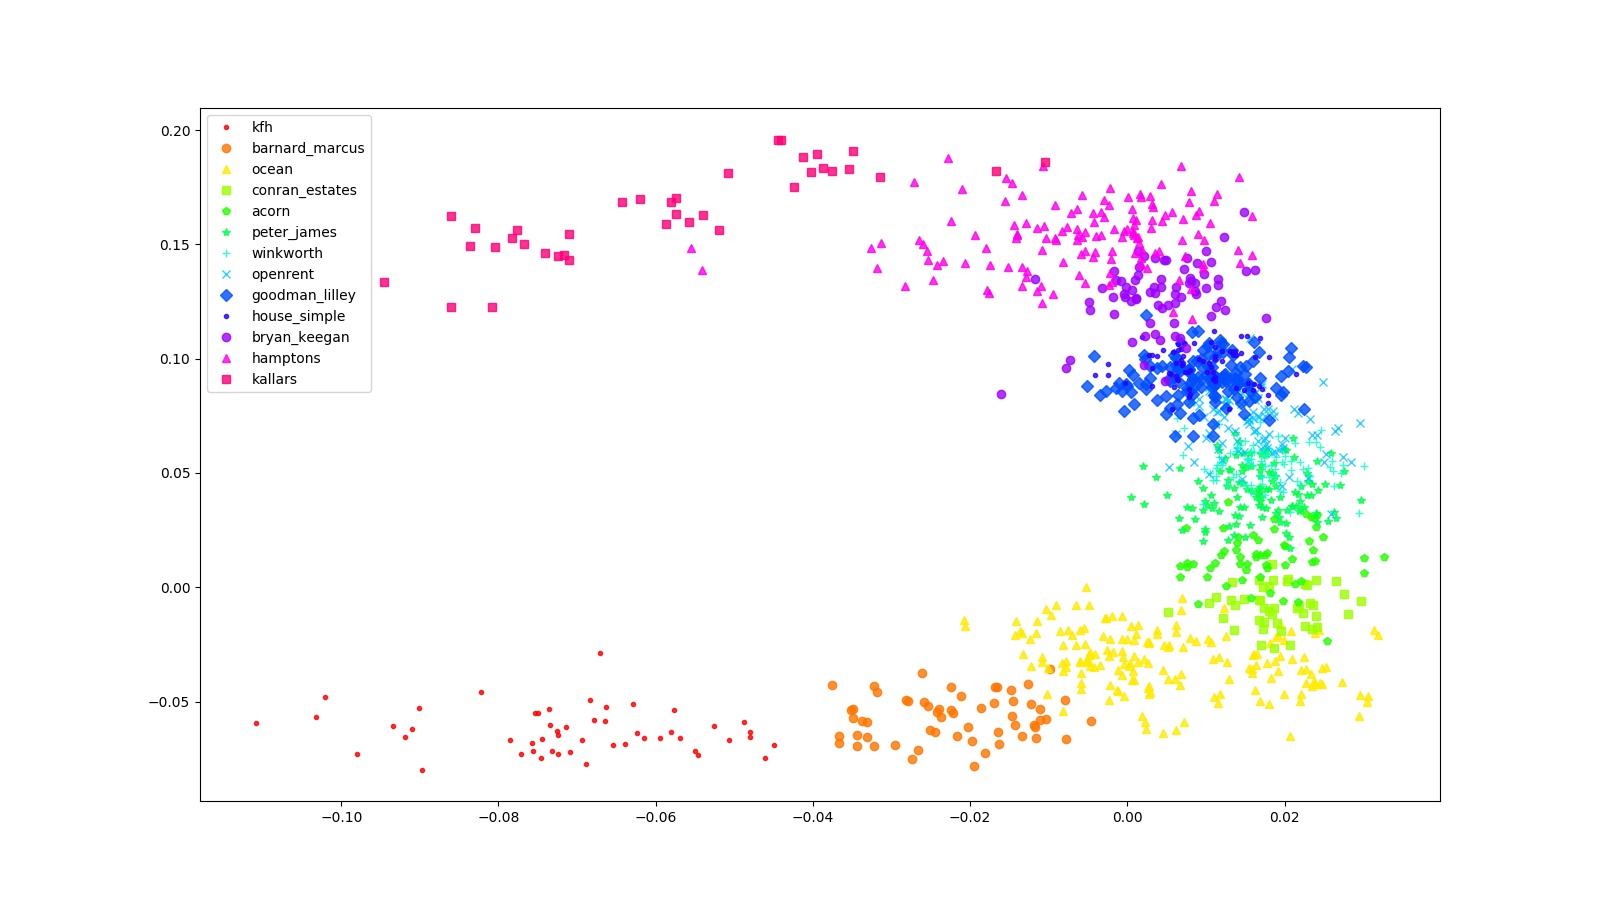 0.20
0.15
0.10
0.05
0.00
−0.05
kfh
barnard_marcus
ocean
conran_estates
acorn
peter_james
winkworth
openrent
goodman_lilley
house_simple
bryan_keegan
hamptons
kallars
−0.10 −0.08 −0.06 −0.04 −0.02 0.00 0.02